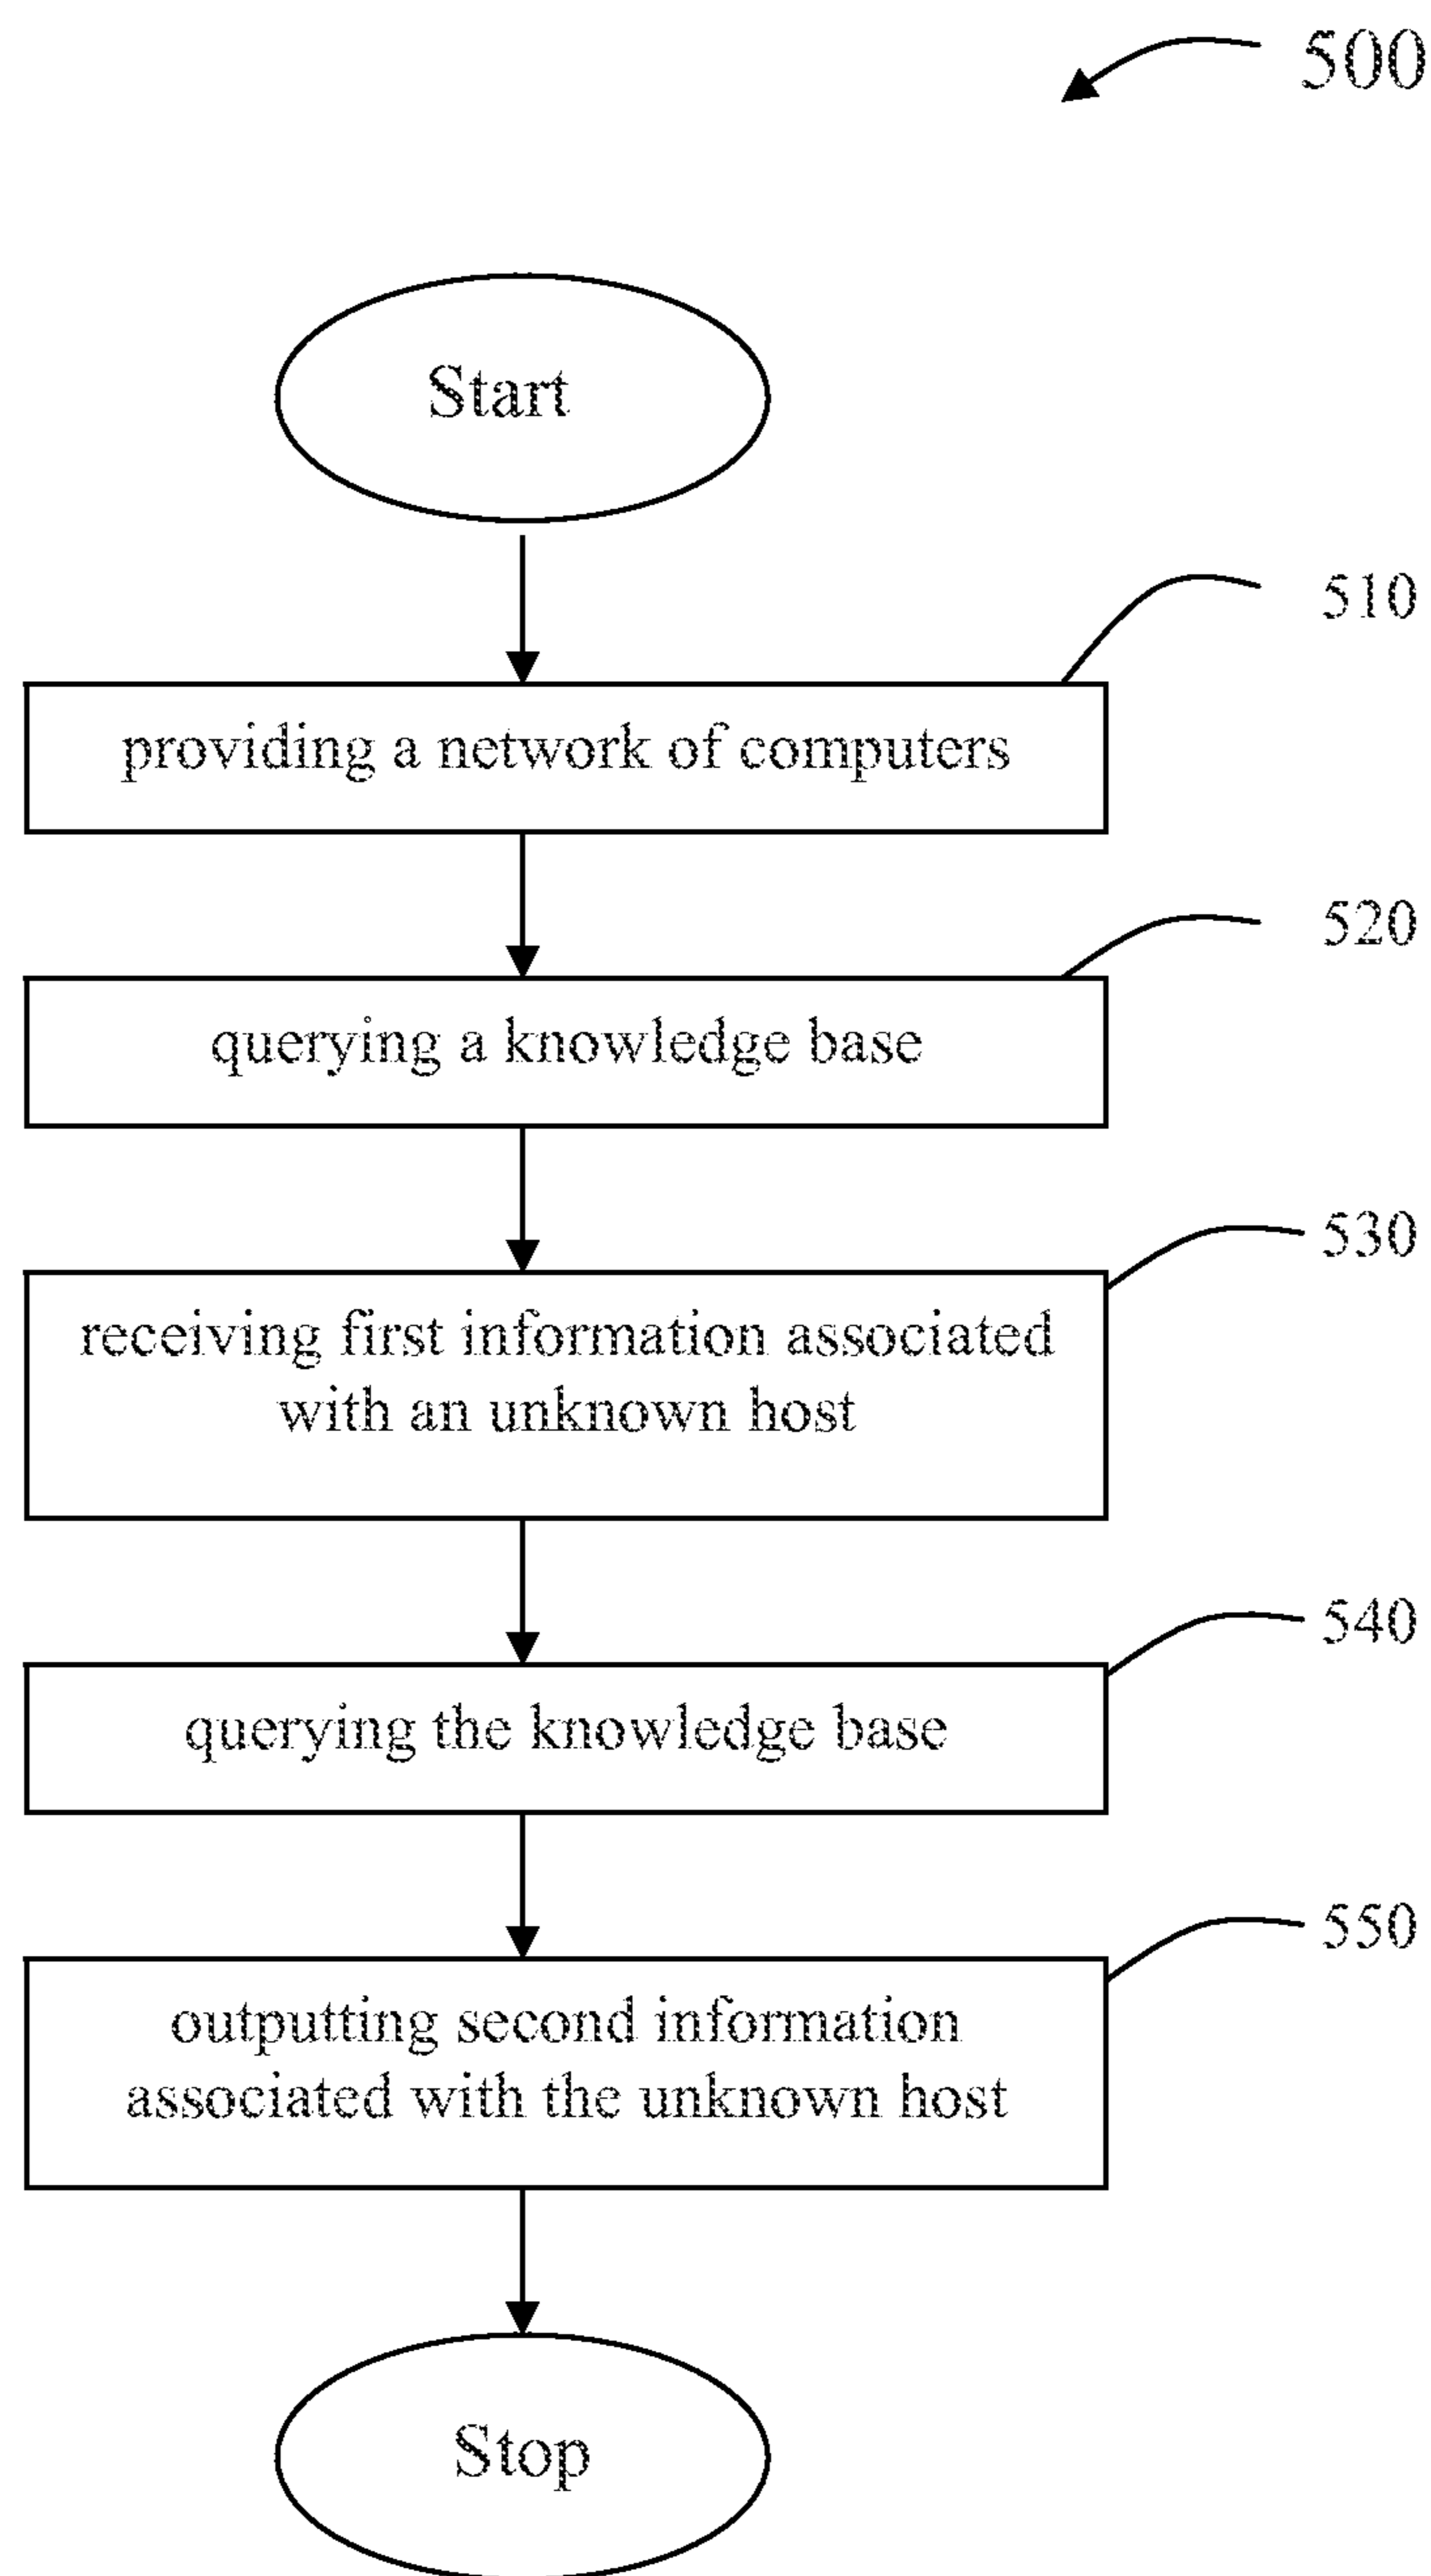 500
Start
510
providing a network of computers
520
querying a knowledge base
530
receiving first information associated
with an unknown host
540
querying the knowledge base
550
outputting second information
associated with the unknown host
Stop